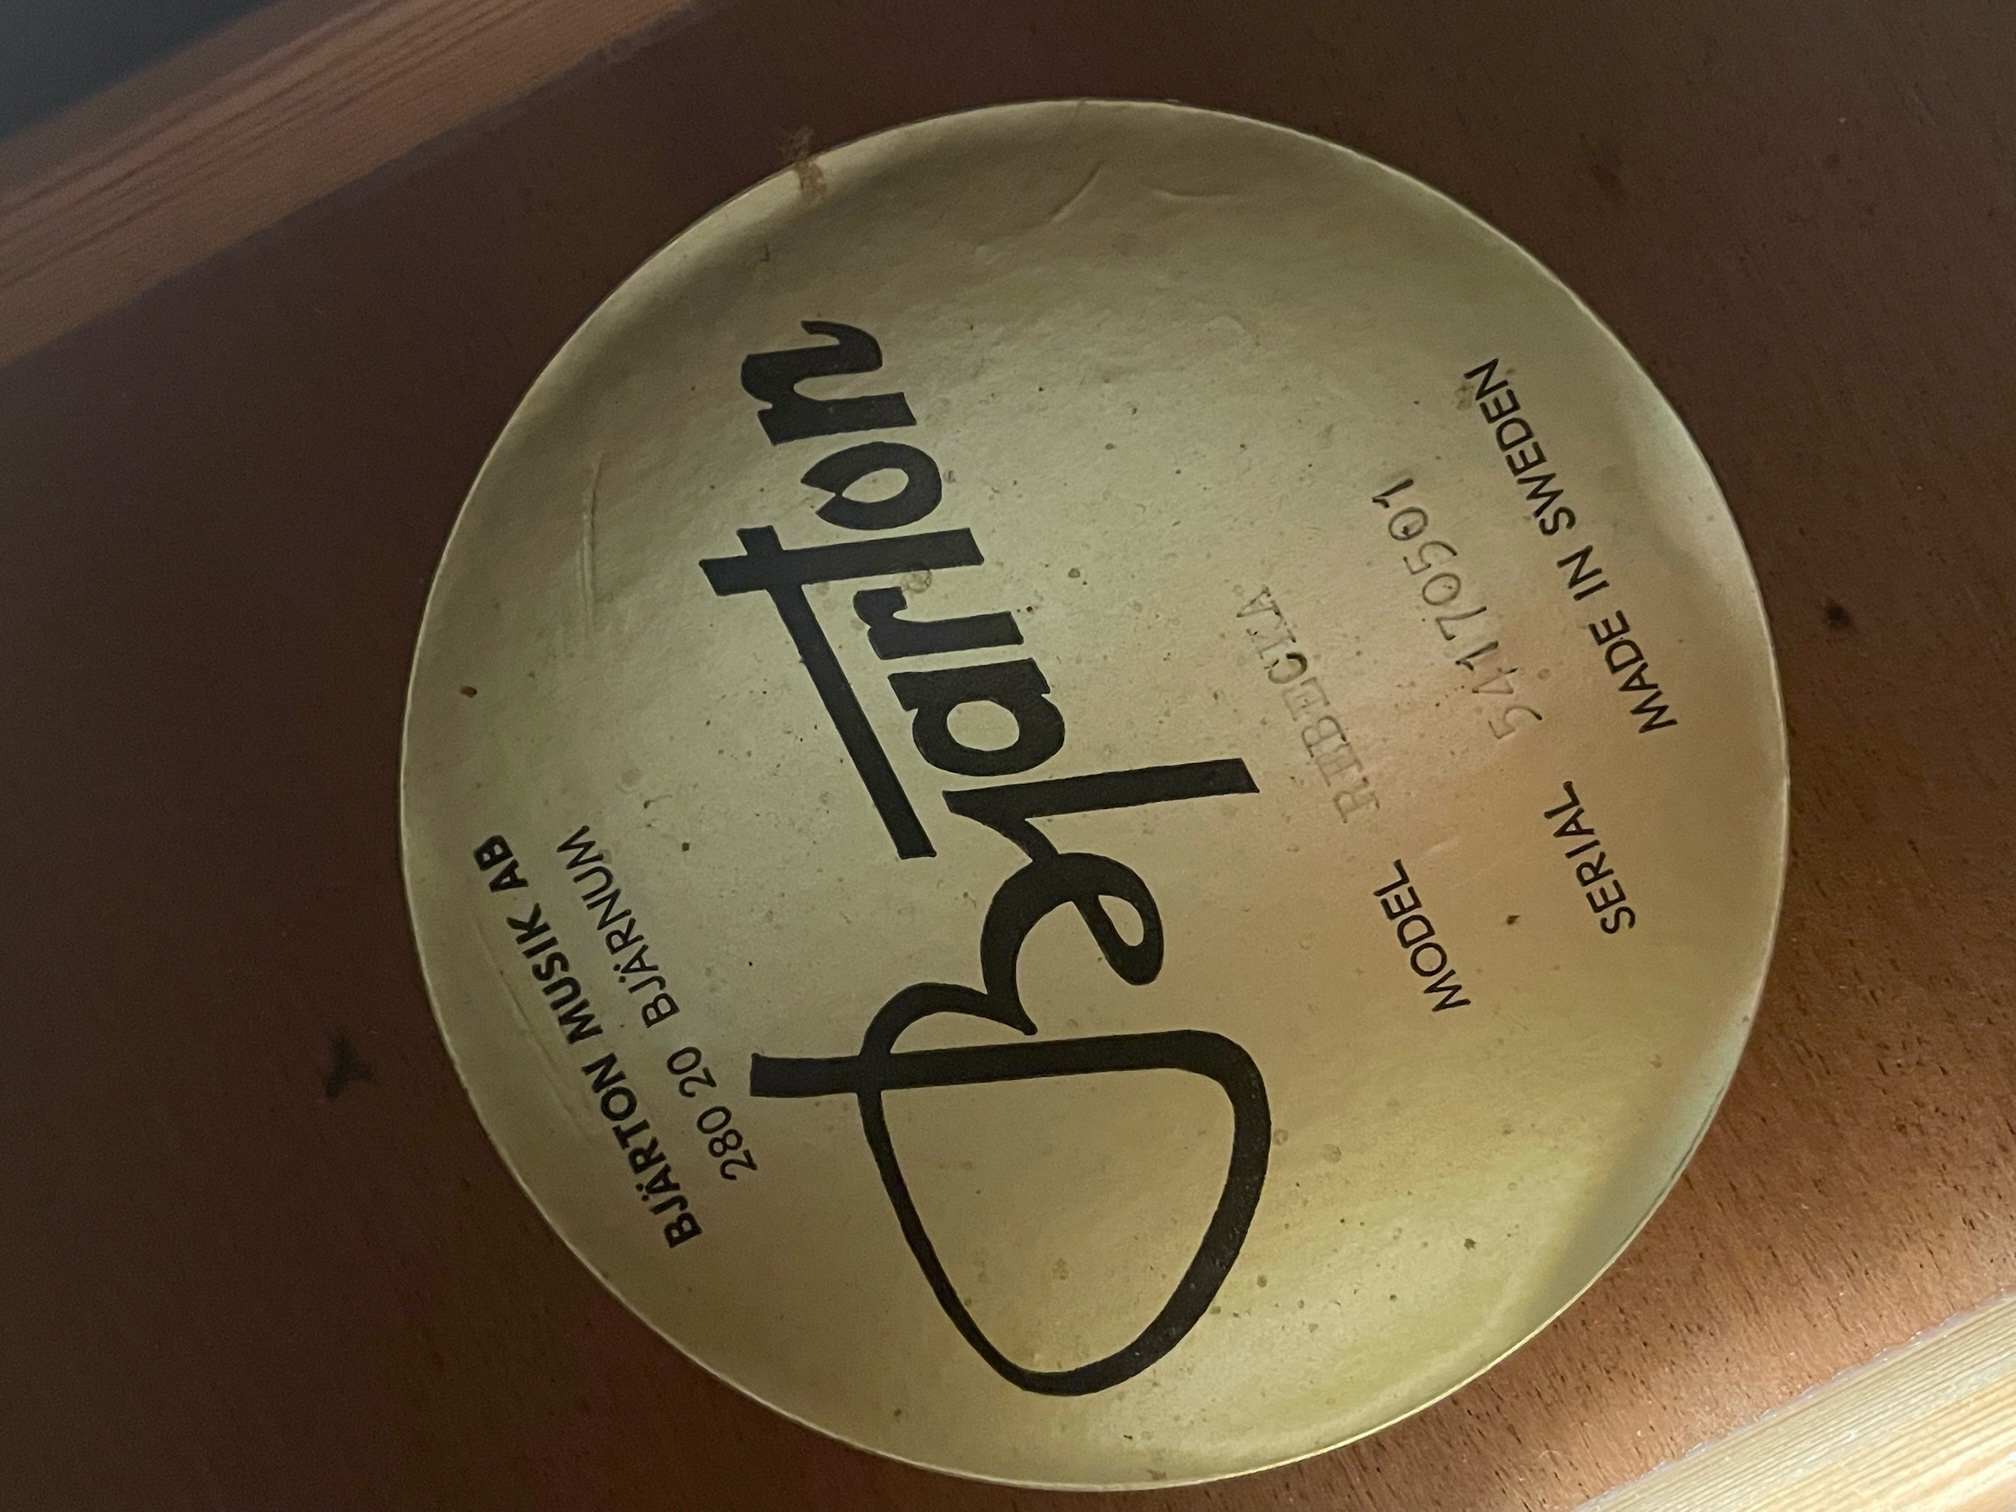 BJÄRTON MUSIK AB
280 20 BJÄRNUM
Bjärton
MODEL REBECKA
SERIAL 54170501
MADE IN SWEDEN